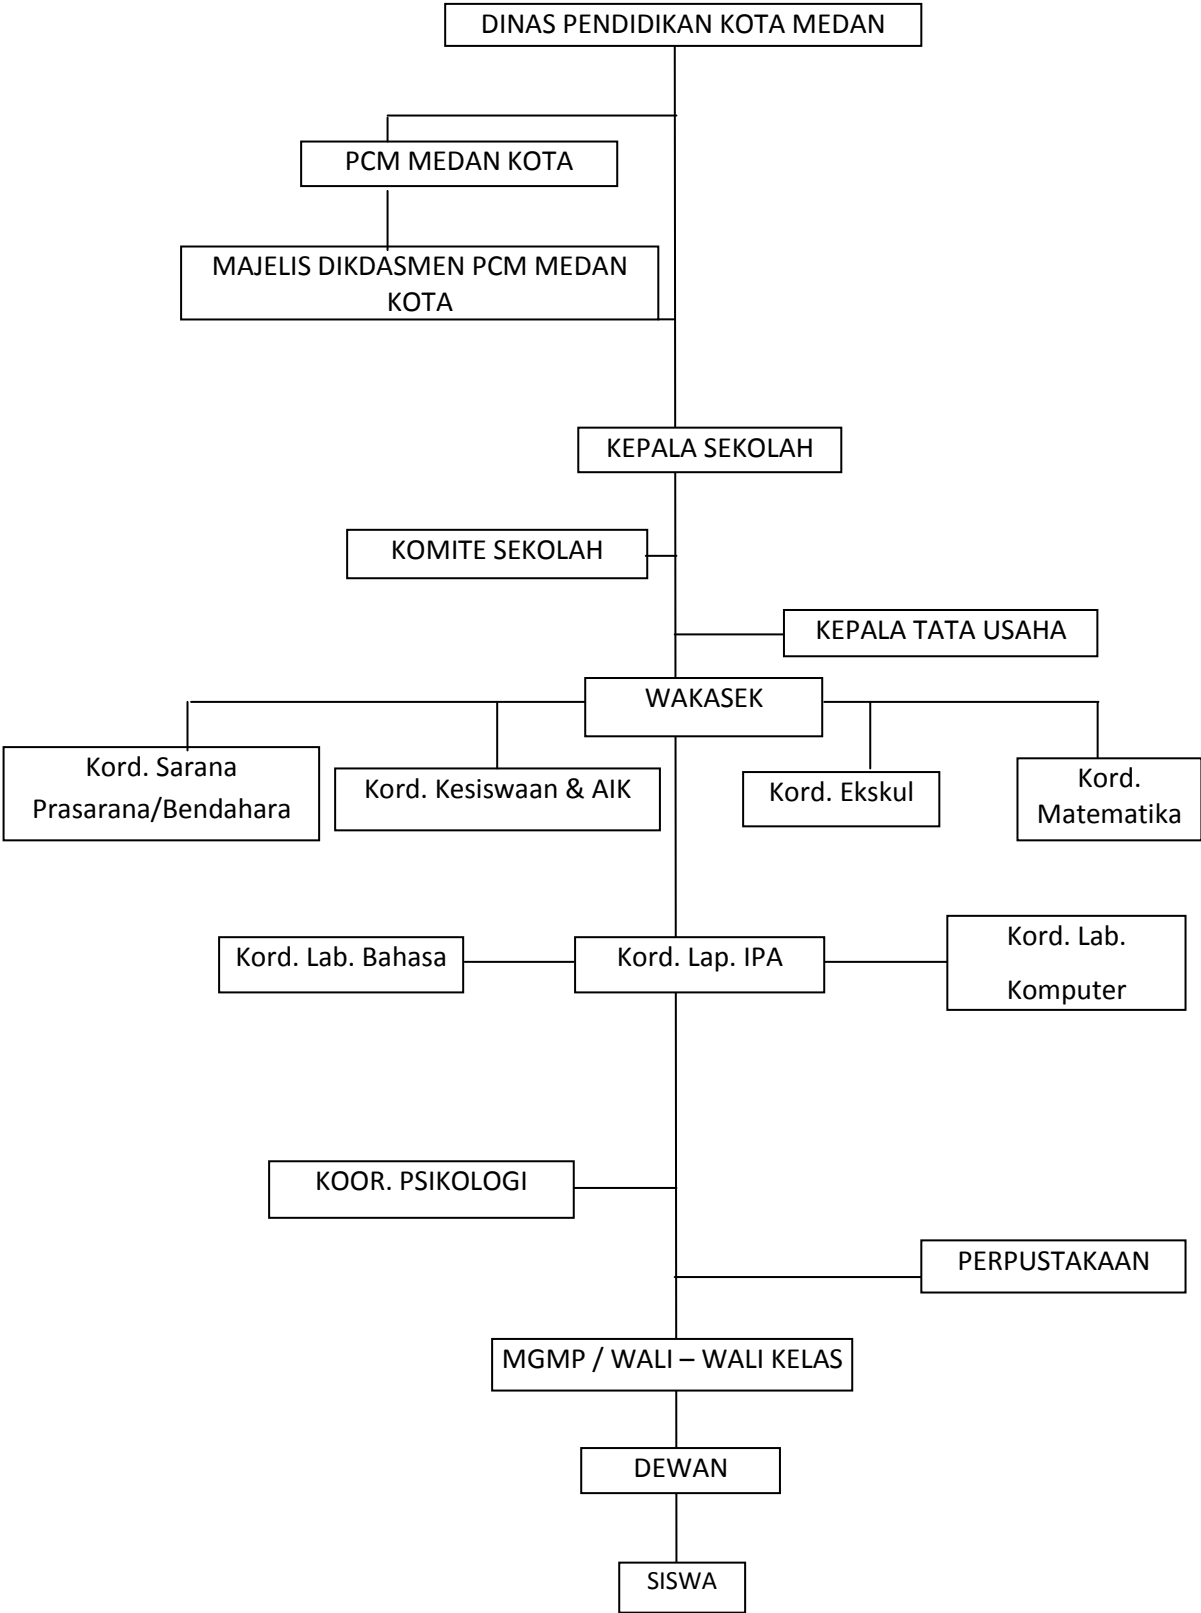 DINAS PENDIDIKAN KOTA MEDAN
PCM MEDAN KOTA
MAJELIS DIKDASMEN PCM MEDAN
KOTA
KEPALA SEKOLAH
KOMITE SEKOLAH
KEPALA TATA USAHA
WAKASEK
Kord. Sarana
Prasarana/Bendahara
Kord. Kesiswaan & AIK
Kord. Ekskul
Kord.
Matematika
Kord. Lab. Bahasa
Kord. Lap. IPA
Kord. Lab.
Komputer
KOOR. PSIKOLOGI
PERPUSTAKAAN
MGMP / WALI – WALI KELAS
DEWAN
SISWA